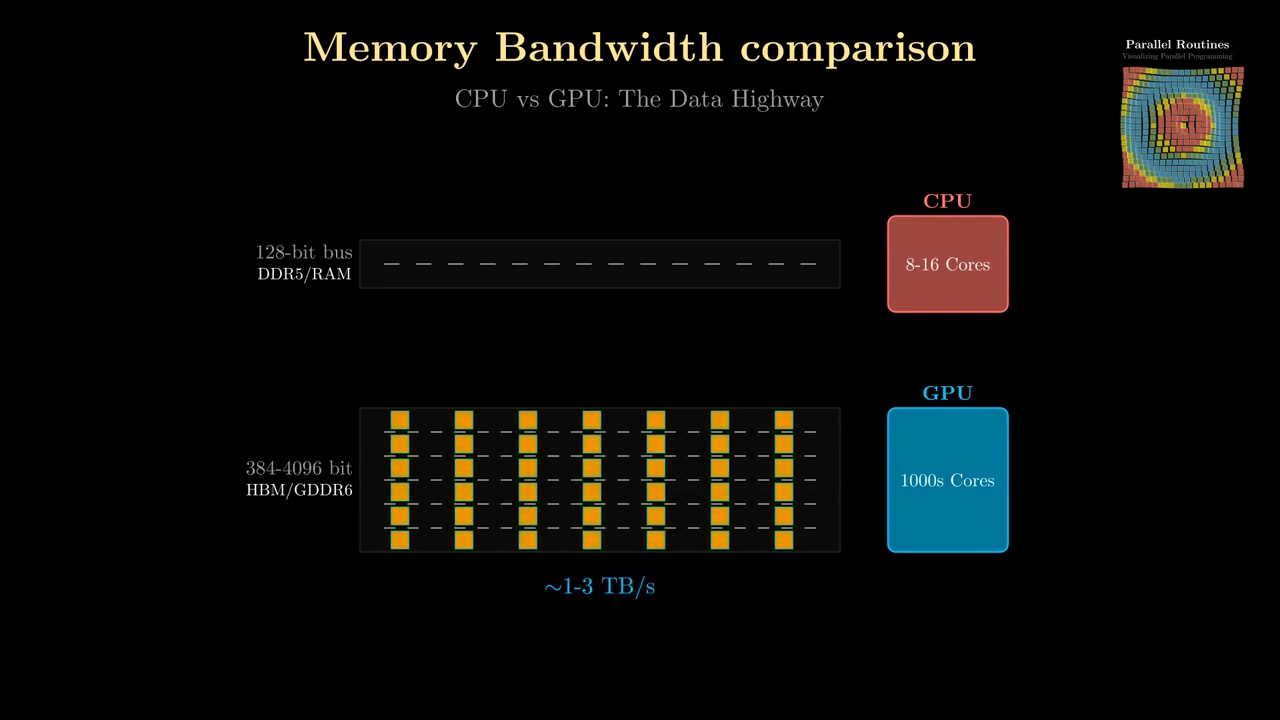 Memory Bandwidth comparison
CPU vs GPU: The Data Highway
Parallel Routines
Visualizing Parallel Programming
CPU
128-bit bus
DDR5/RAM
8-16 Cores
GPU
384-4096 bit
HBM/GDDR6
1000s Cores
~1-3 TB/s